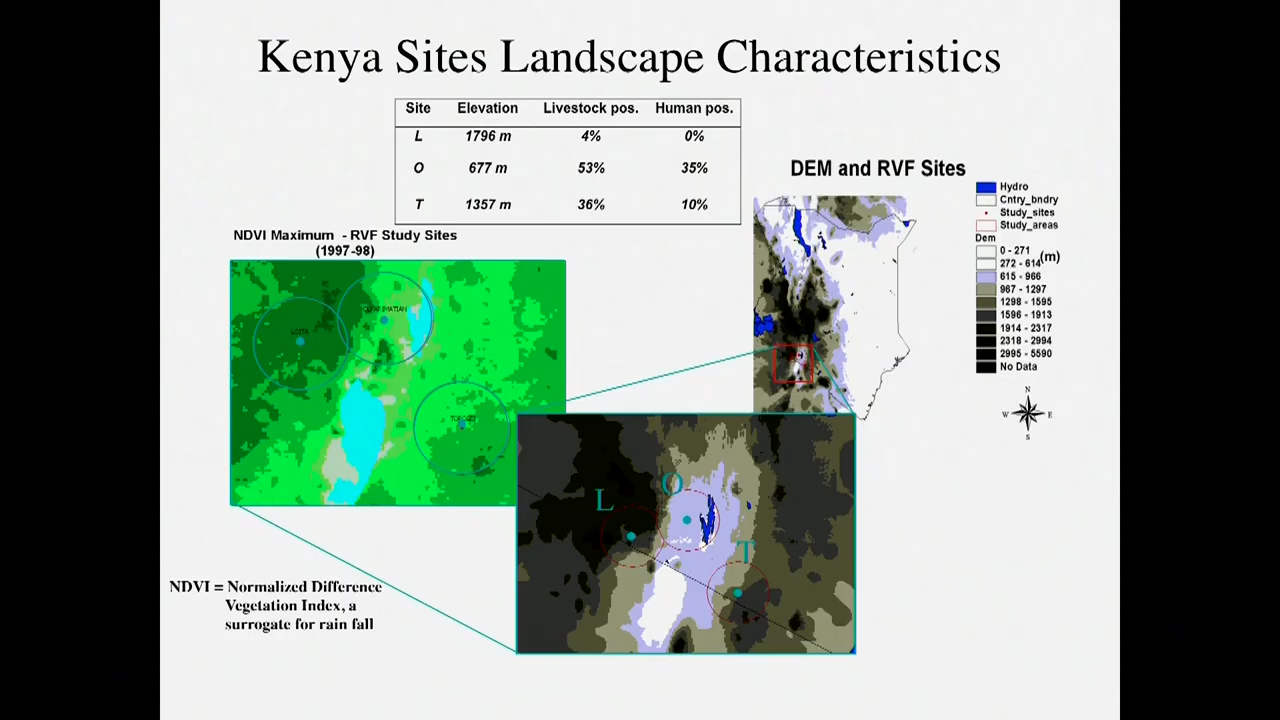 Kenya Sites Landscape Characteristics
Site Elevation Livestock pos. Human pos.
L 1796 m 4% 0%
O 677 m 53% 35%
T 1357 m 36% 10%
DEM and RVF Sites
Hydro
Cntry_bndry
Study_sites
Study_areas
Dem
(m)
0 - 271
272 - 614
615 - 966
967 - 1297
1298 - 1595
1596 - 1913
1914 - 2317
2318 - 2994
2995 - 5590
No Data
N
W E
S
NDVI Maximum - RVF Study Sites
(1997-98)
LOITA
L
O
T
NDVI = Normalized Difference
Vegetation Index, a
surrogate for rain fall